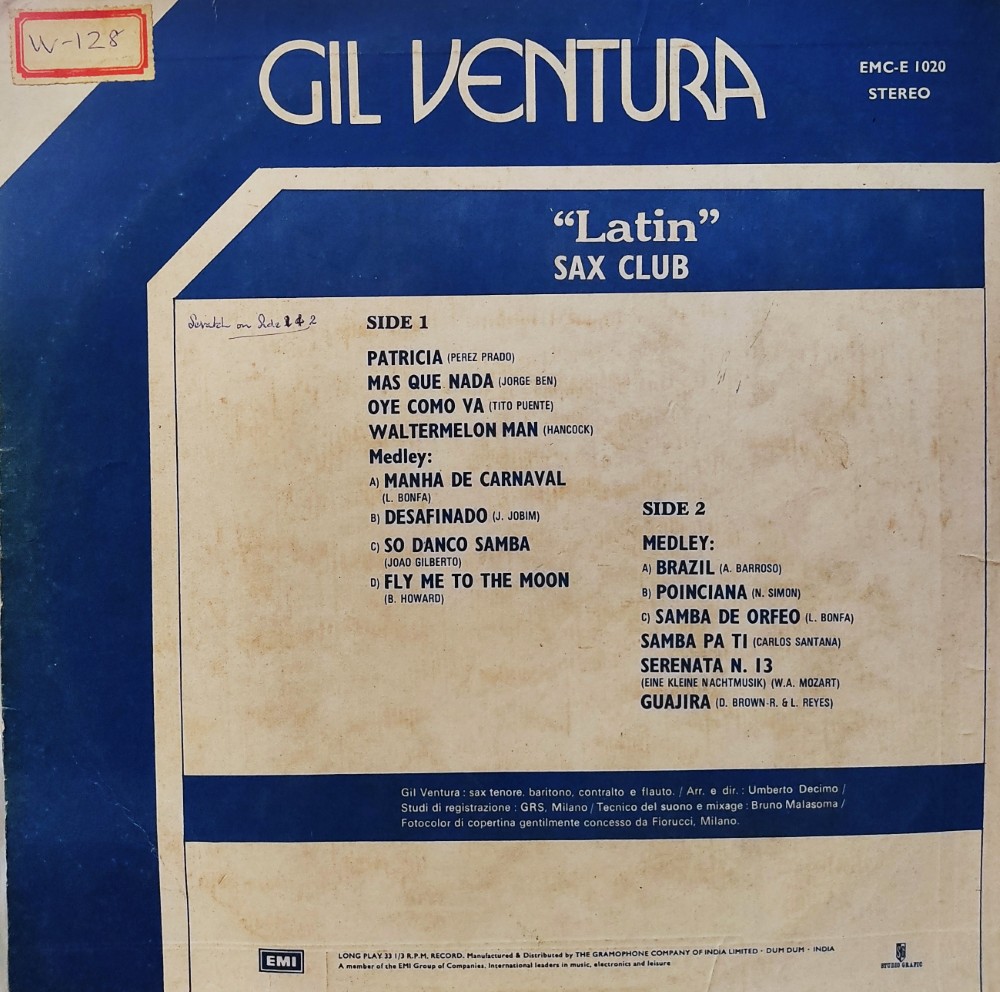 W-128
GIL VENTURA
EMC-E 1020
STEREO
“Latin”
SAX CLUB
Scratch on Side 1 & 2
SIDE 1
PATRICIA (PEREZ PRADO)
MAS QUE NADA (JORGE BEN)
OYE COMO VA (TITO PUENTE)
WALTERMELON MAN (HANCOCK)
Medley:
A) MANHA DE CARNAVAL
(L. BONFA)
B) DESAFINADO (J. JOBIM)
C) SO DANCO SAMBA
(JOAO GILBERTO)
D) FLY ME TO THE MOON
(B. HOWARD)
SIDE 2
MEDLEY:
A) BRAZIL (A. BARROSO)
B) POINCIANA (N. SIMON)
C) SAMBA DE ORFEO (L. BONFA)
SAMBA PA TI (CARLOS SANTANA)
SERENATA N. 13
(EINE KLEINE NACHTMUSIK) (W.A. MOZART)
GUAJIRA (D. BROWN-R. & L. REYES)
Gil Ventura : sax tenore, baritono, contralto e flauto. / Arr. e dir. : Umberto Decimo /
Studi di registrazione : GRS, Milano / Tecnico del suono e mixage : Bruno Malasoma /
Fotocolor di copertina gentilmente concesso da Fiorucci, Milano.
EMI
LONG PLAY 33 1/3 R.P.M. RECORD. Manufactured & Distributed by THE GRAMOPHONE COMPANY OF INDIA LIMITED • DUM DUM • INDIA
A member of the EMI Group of Companies. International leaders in music, electronics and leisure
STUDIO GRAFIC